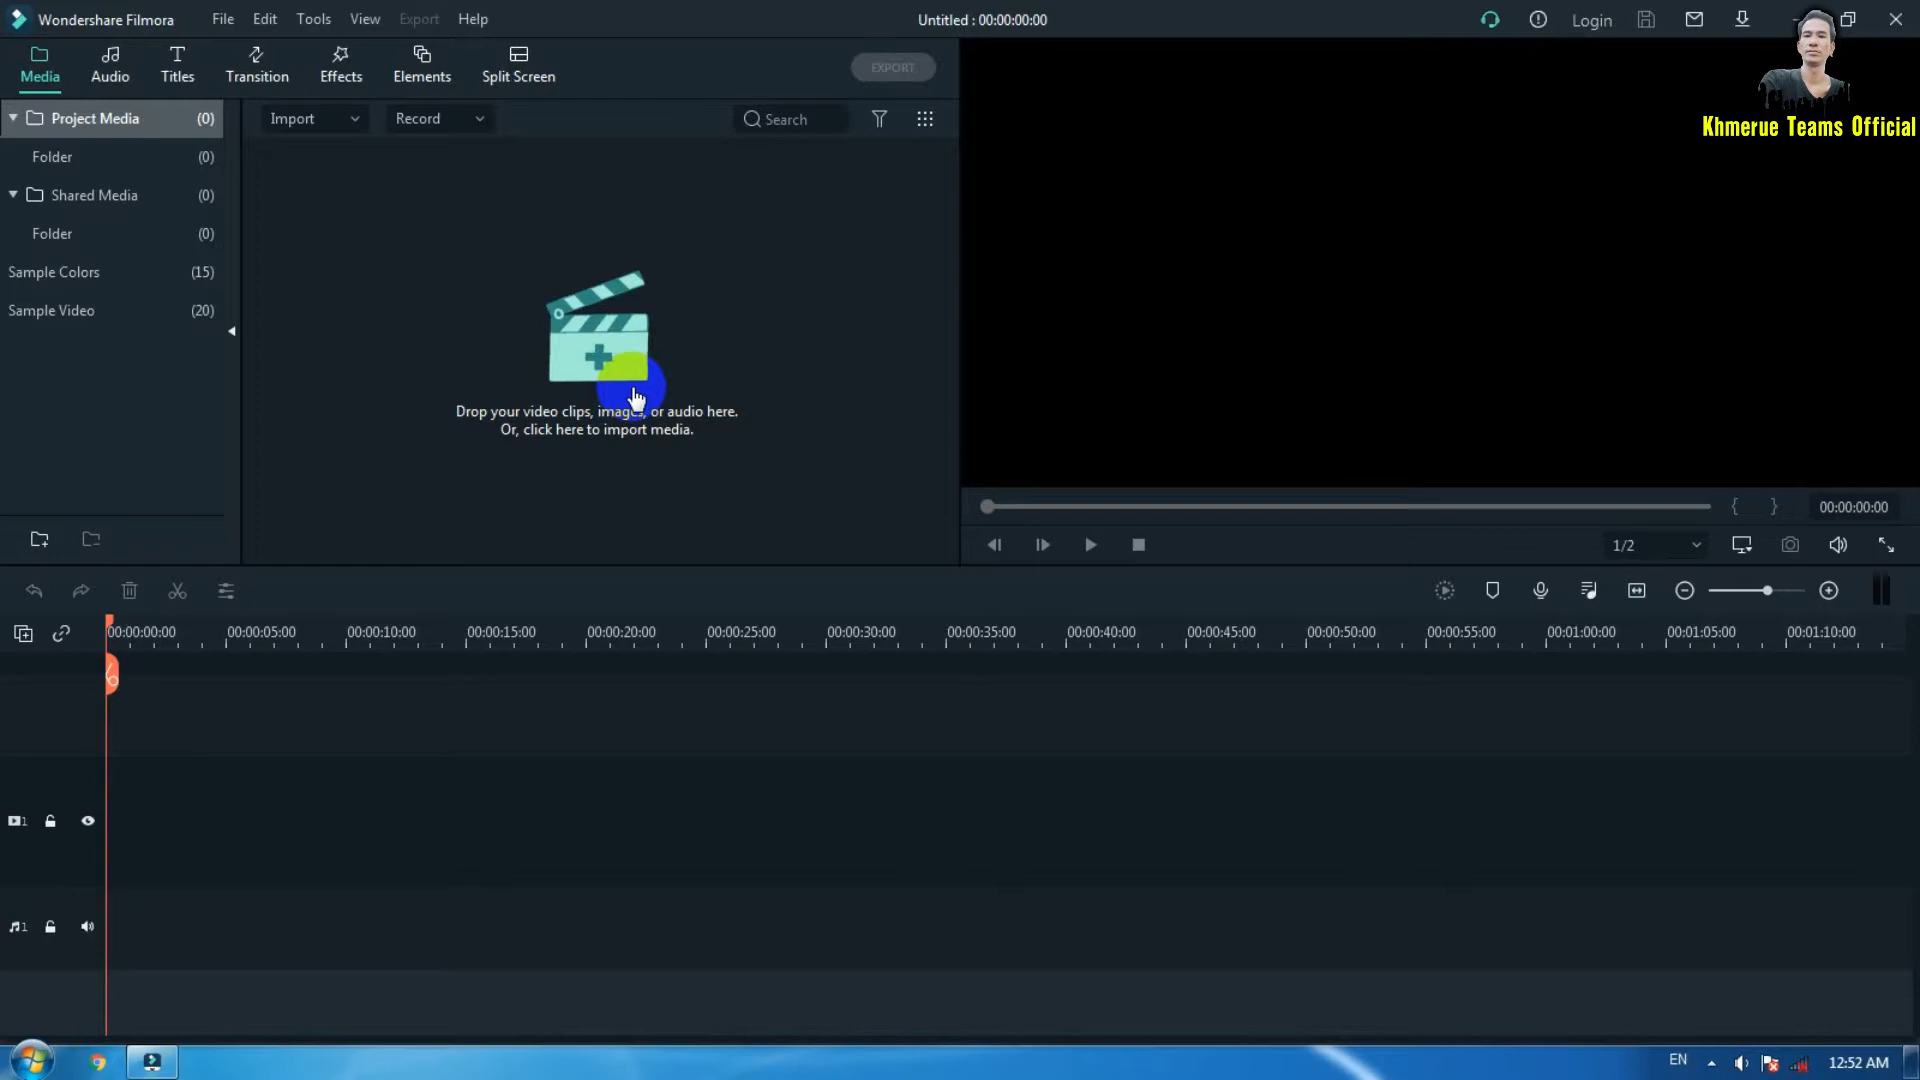 Wondershare Filmora File Edit Tools View Export Help Untitled : 00:00:00:00 Login
Media Audio Titles Transition Effects Elements Split Screen EXPORT
Khmerue Teams Official
Project Media (0) Import Record Search
Folder (0)
Shared Media (0)
Folder (0)
Sample Colors (15)
Sample Video (20)
Drop your video clips, images, or audio here.
Or, click here to import media.
{ } 00:00:00:00
1/2
00:00:00:00 00:00:05:00 00:00:10:00 00:00:15:00 00:00:20:00 00:00:25:00 00:00:30:00 00:00:35:00 00:00:40:00 00:00:45:00 00:00:50:00 00:00:55:00 00:01:00:00 00:01:05:00 00:01:10:00
1
1
EN 12:52 AM